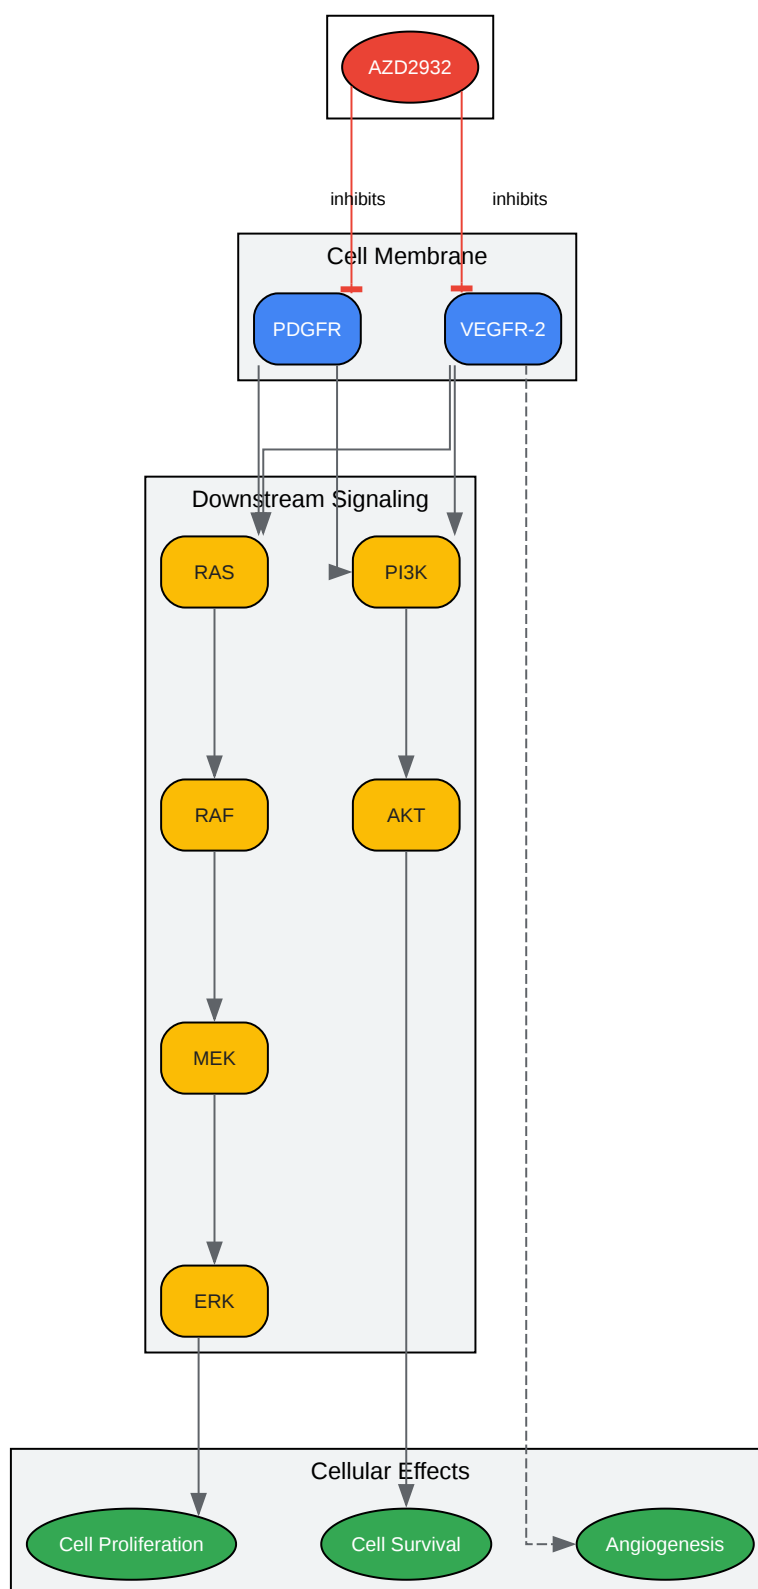 AZD2932
inhibits
inhibits
Cell Membrane
PDGFR
VEGFR-2
Downstream Signaling
RAS
PI3K
RAF
AKT
MEK
ERK
Cellular Effects
Cell Proliferation
Cell Survival
Angiogenesis